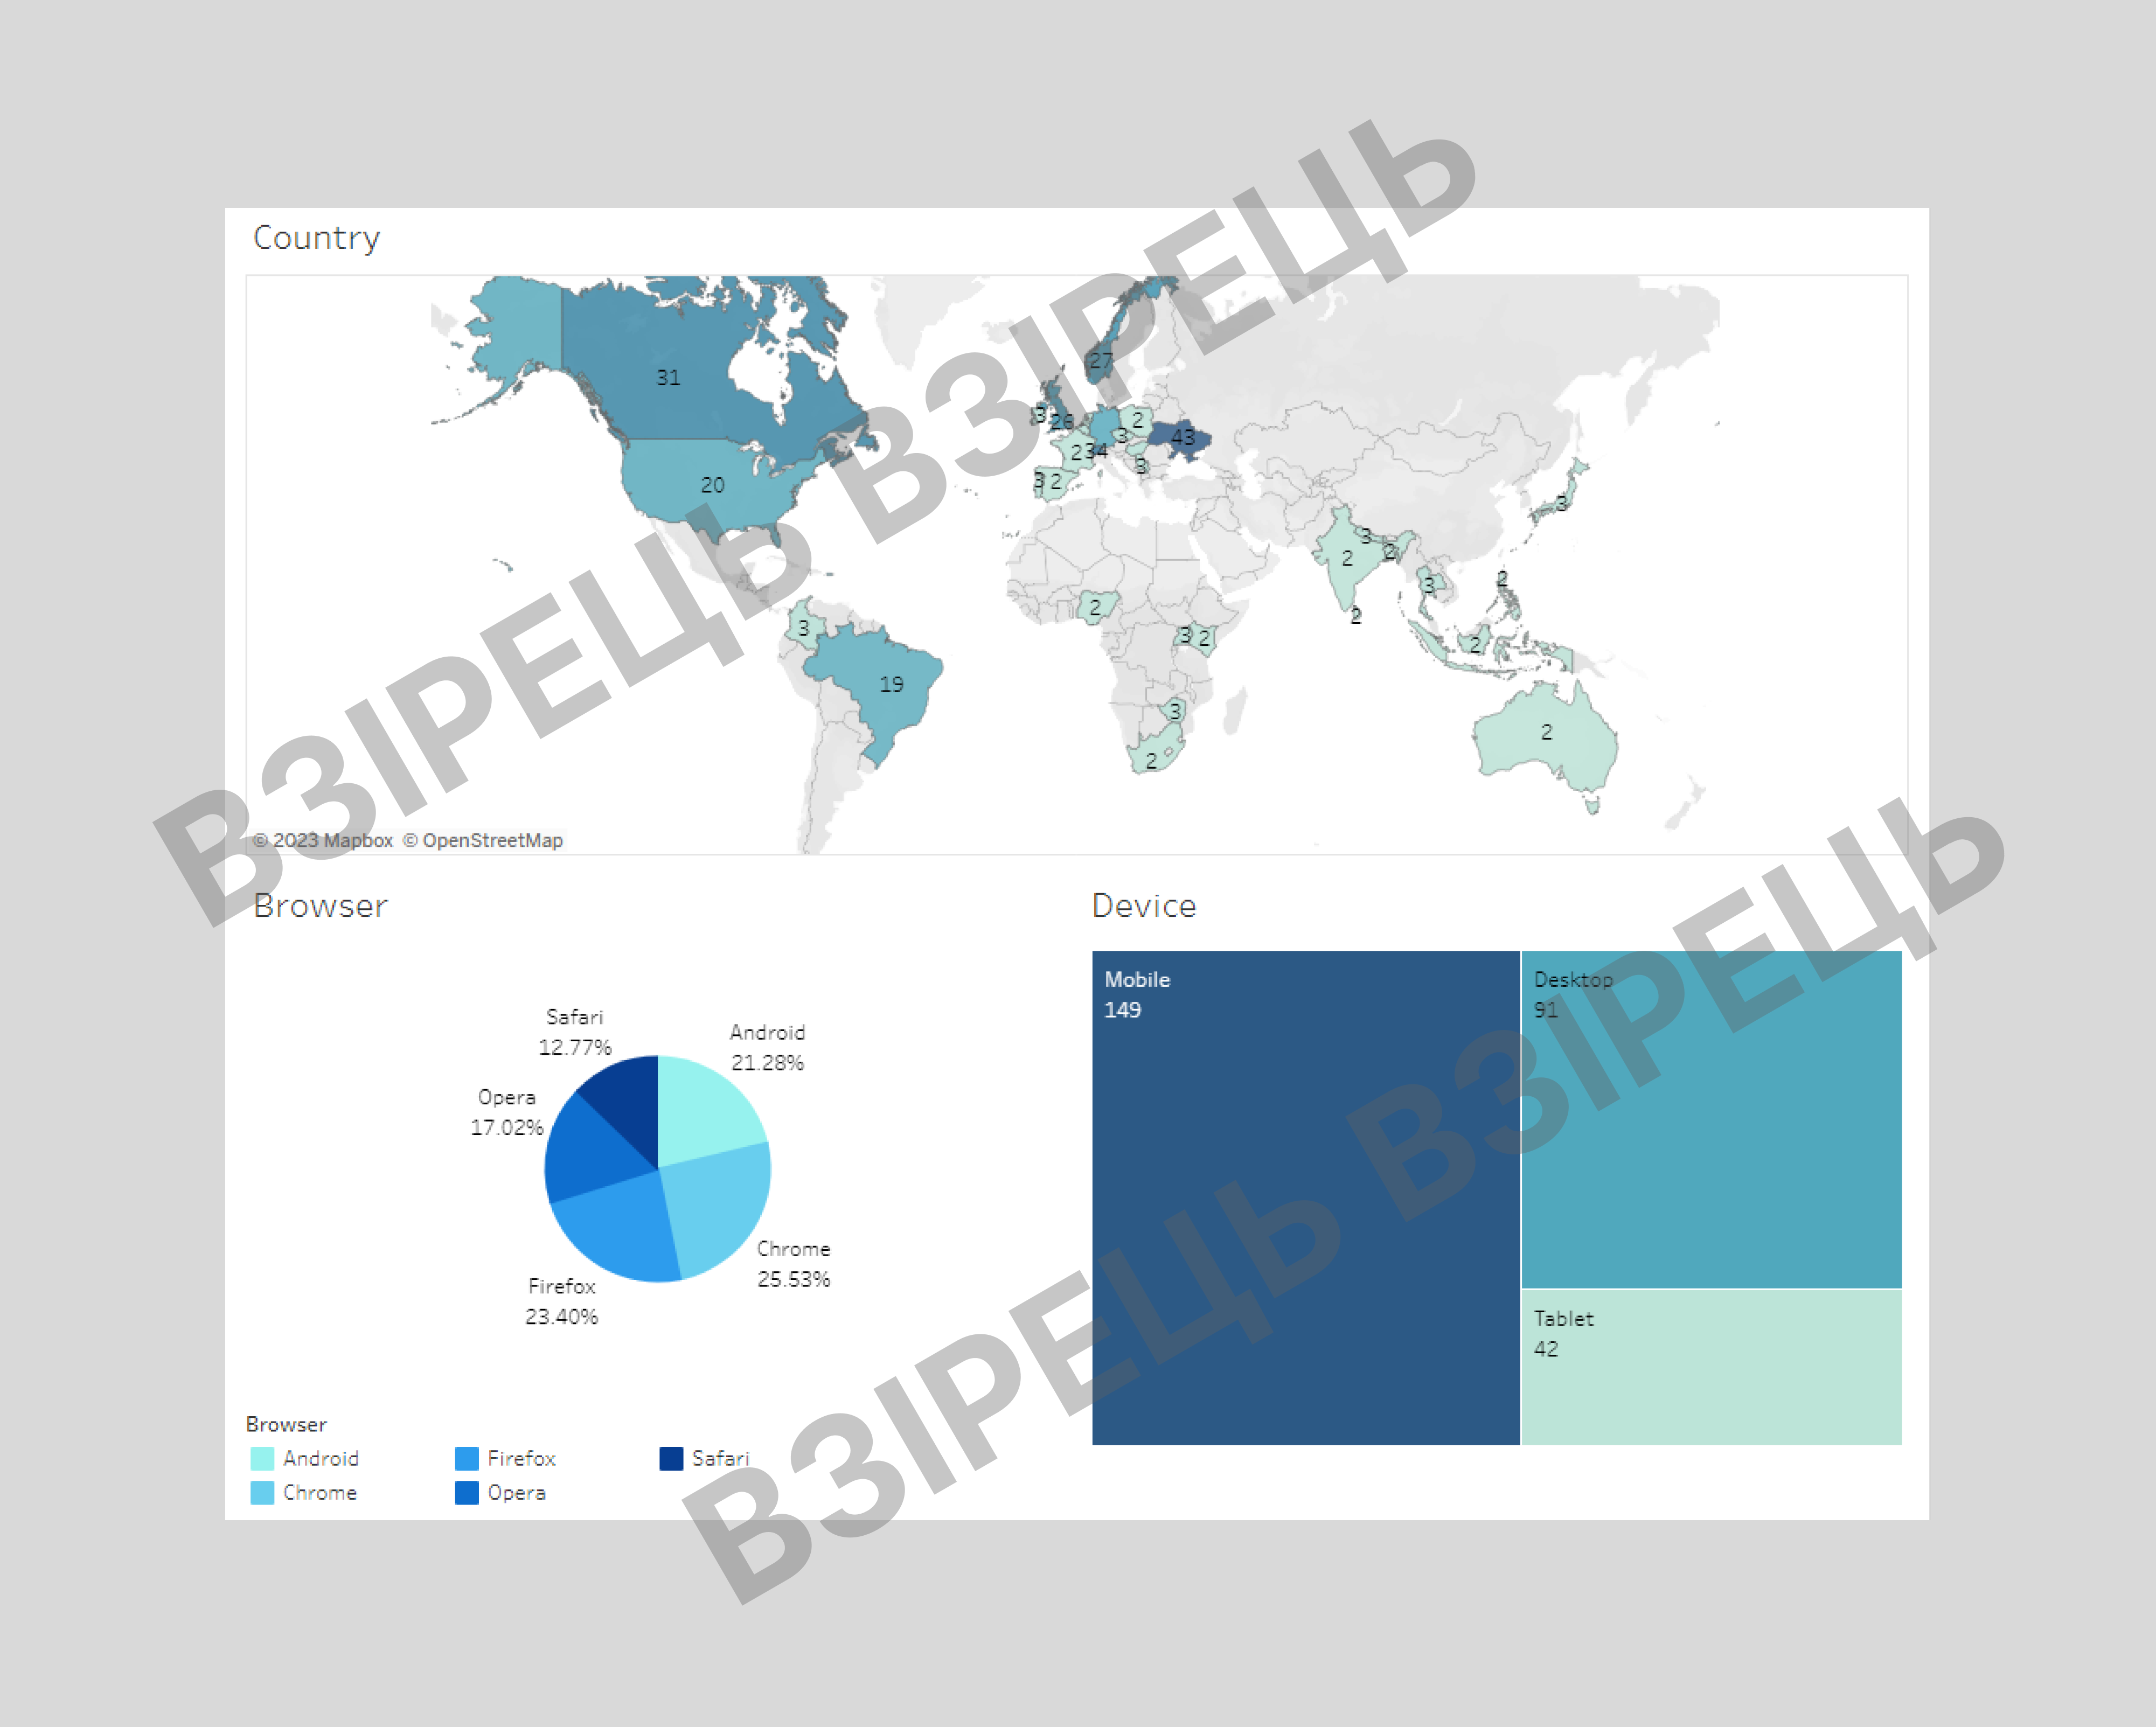 Country
31
27
3
26
2
3
43
2
34
3
3
2
20
3
3
2
2
3
2
2
2
3
2
3
2
2
19
3
2
2
© 2023 Mapbox © OpenStreetMap
Browser
Device
Safari
12.77%
Android
21.28%
Opera
17.02%
Chrome
25.53%
Firefox
23.40%
Mobile
149
Desktop
91
Tablet
42
Browser
Android
Firefox
Safari
Chrome
Opera
ВЗІРЕЦЬ ВЗІРЕЦЬ
ВЗІРЕЦЬ ВЗІРЕЦЬ